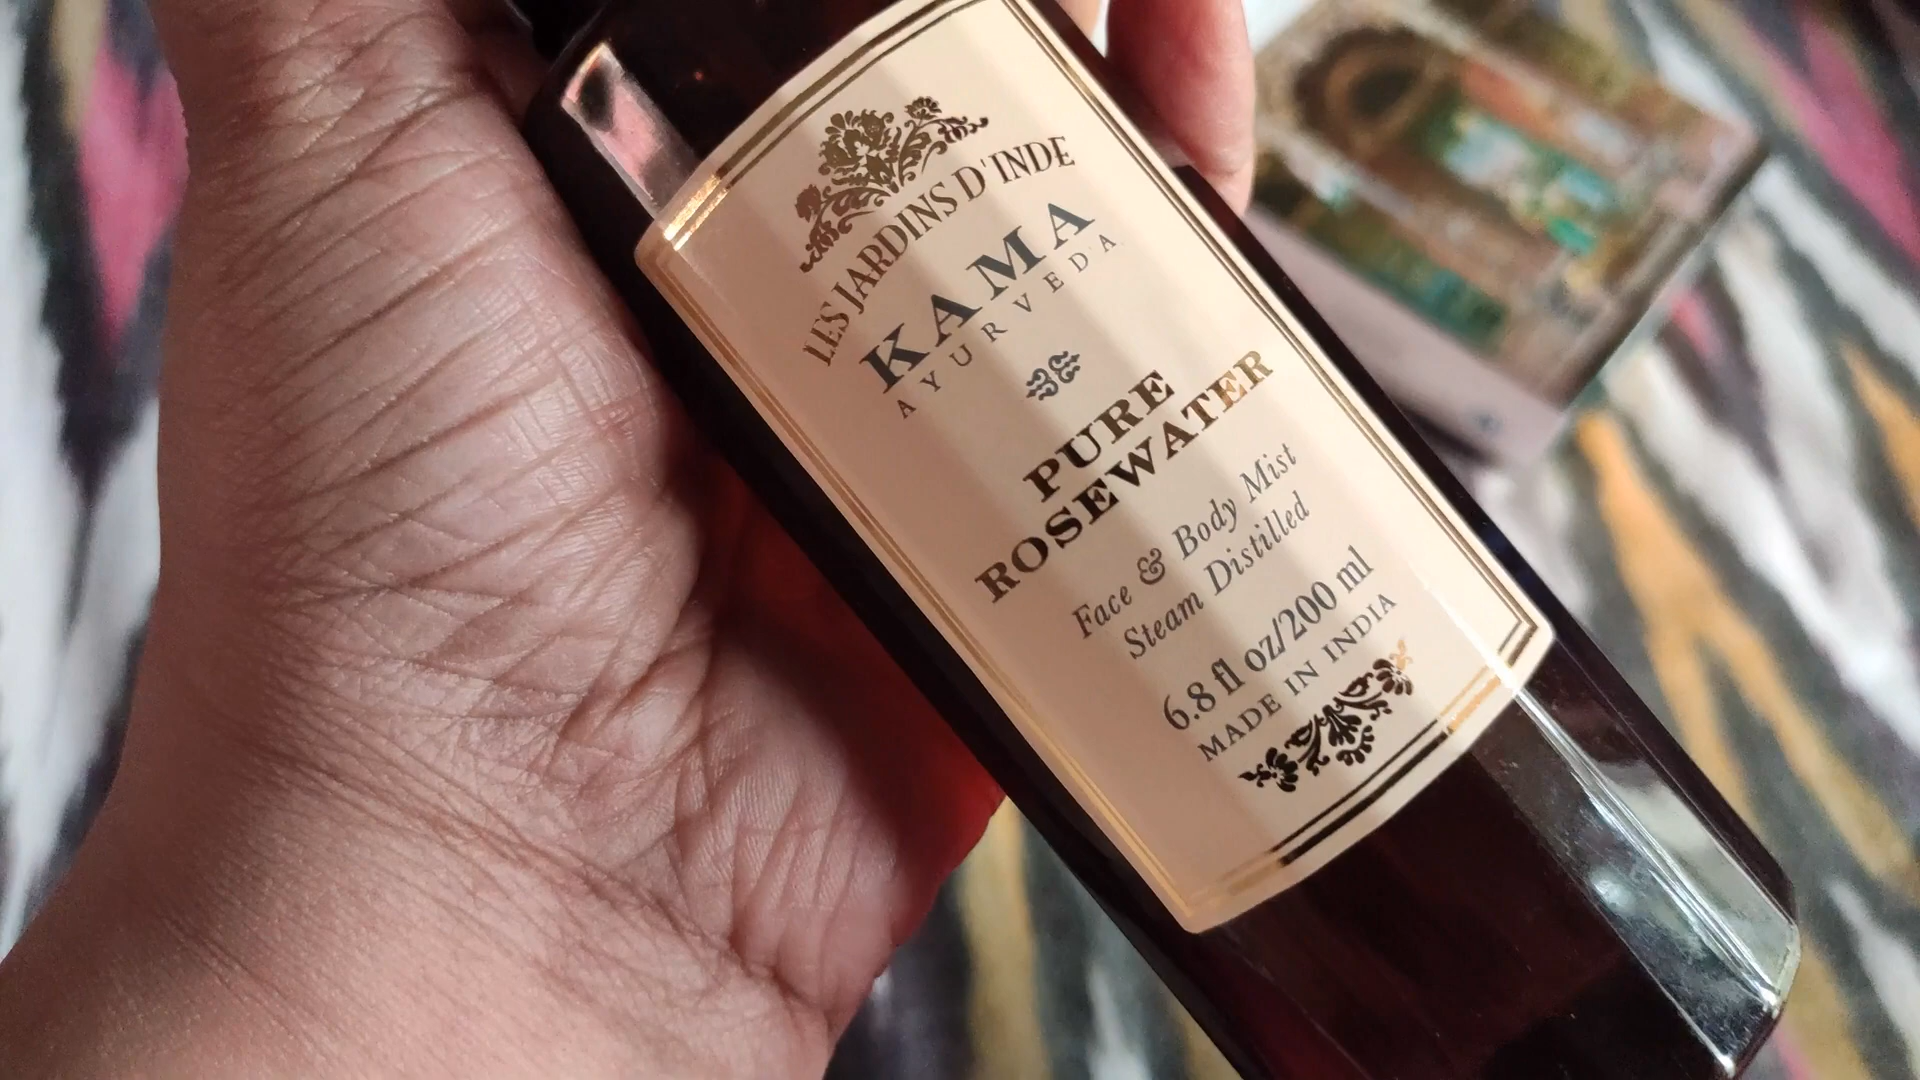 LES JARDINS D'INDE
KAMA
AYURVEDA
PURE
ROSEWATER
Face & Body Mist
Steam Distilled
6.8 fl oz/200 ml
MADE IN INDIA